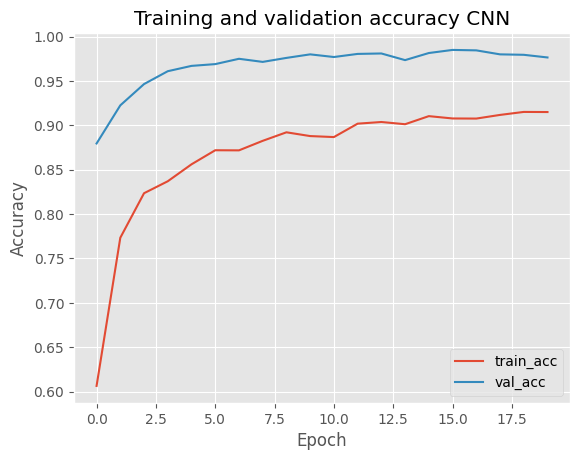 Training and validation accuracy CNN
1.00
0.95
0.90
0.85
0.80
0.75
0.70
0.65
0.60
Accuracy
train_acc
val_acc
0.0 2.5 5.0 7.5 10.0 12.5 15.0 17.5
Epoch